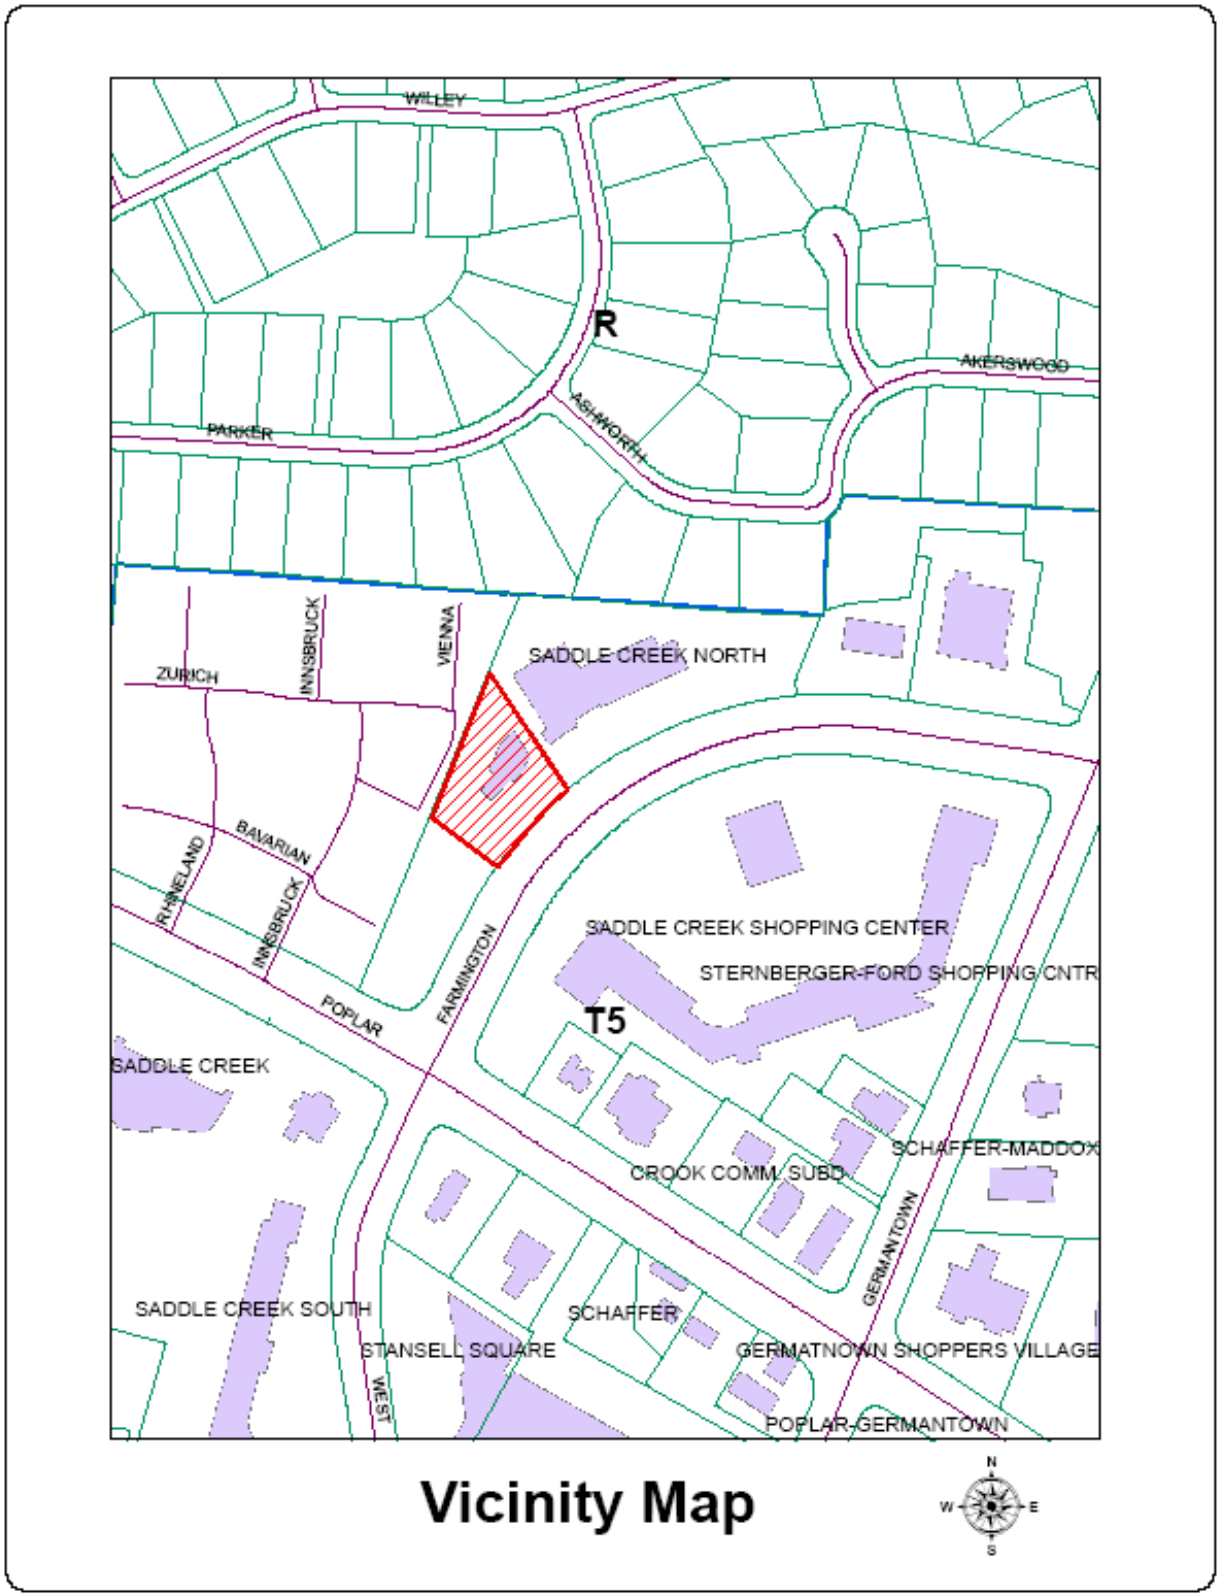 WILLEY
R
AKERSWOOD
ASHWORTH
PARKER
INNSBRUCK
VIENNA
SADDLE CREEK NORTH
ZURICH
BAVARIAN
RHINELAND
INNSBRUCK
FARMINGTON
SADDLE CREEK SHOPPING CENTER
STERNBERGER-FORD SHOPPING CNTR
POPLAR
T5
SADDLE CREEK
SCHAFFER-MADDOX
CROOK COMM. SUBD
GERMANTOWN
SADDLE CREEK SOUTH
SCHAFFER
STANSELL SQUARE
GERMATNOWN SHOPPERS VILLAGE
WEST
POPLAR-GERMANTOWN
Vicinity Map
N
W E
S